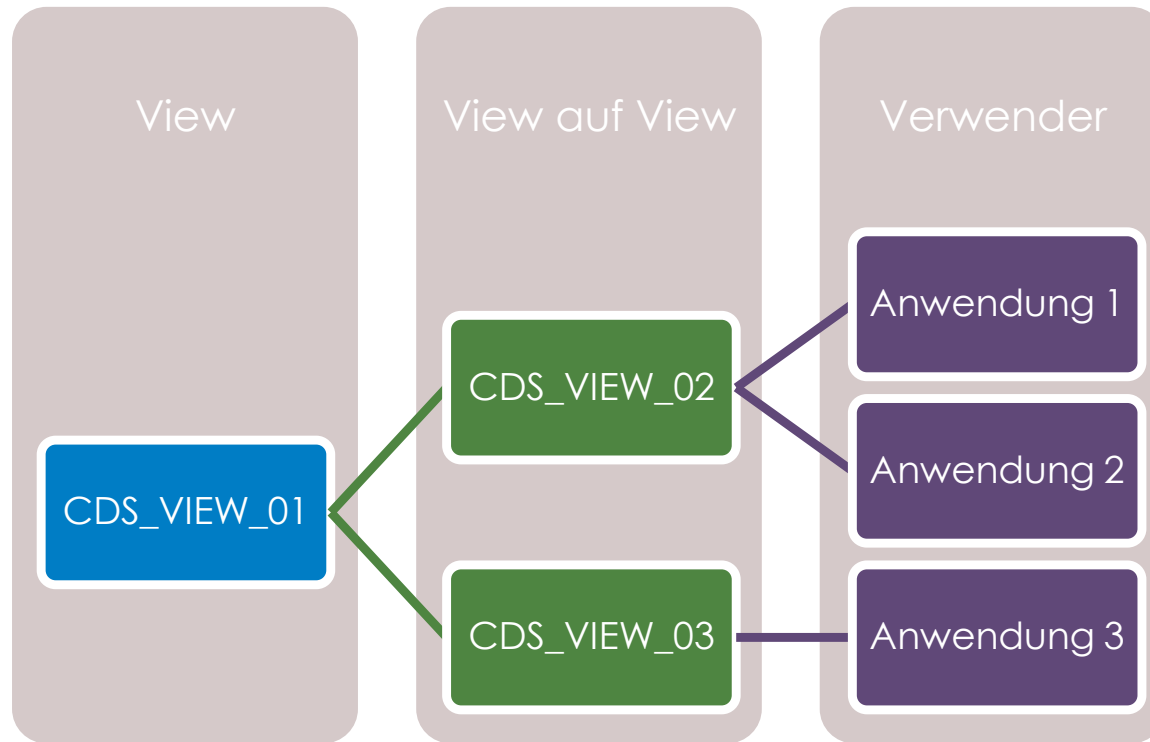 View
View auf View
Verwender
CDS_VIEW_01
CDS_VIEW_02
CDS_VIEW_03
Anwendung 1
Anwendung 2
Anwendung 3